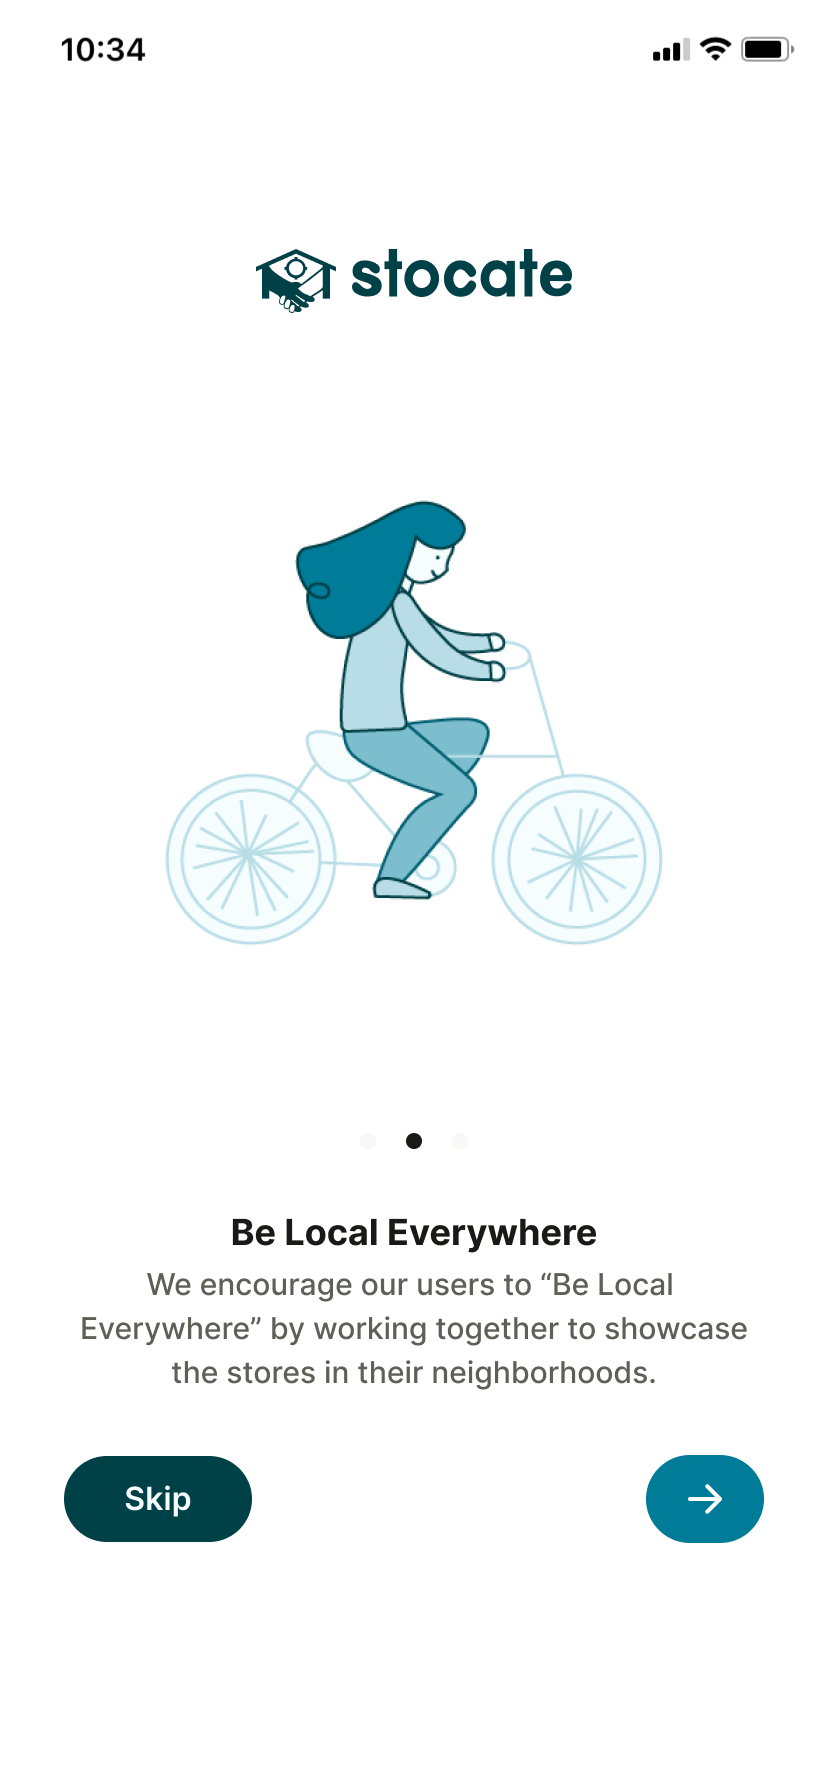 10:34
stocate
Be Local Everywhere
We encourage our users to “Be Local
Everywhere” by working together to showcase
the stores in their neighborhoods.
Skip